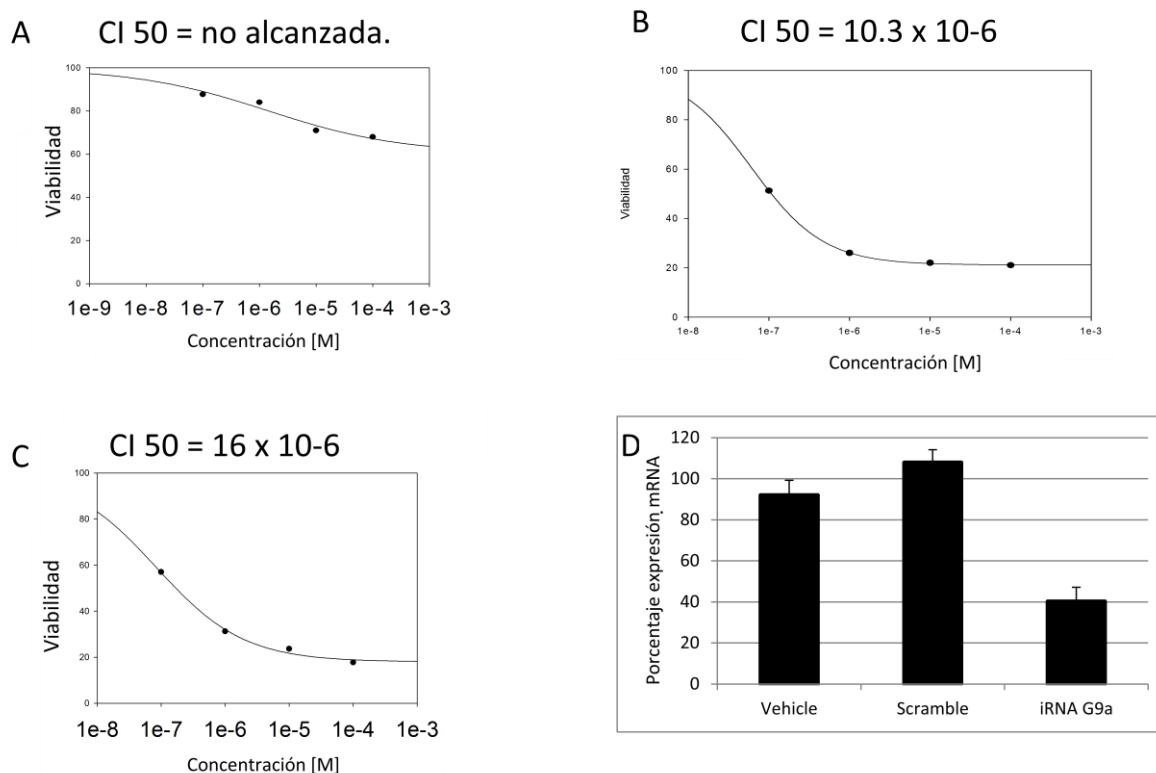 A
CI 50 = no alcanzada.
100
80
60
40
20
0
Viabilidad
1e-9 1e-8 1e-7 1e-6 1e-5 1e-4 1e-3
Concentración [M]
B
CI 50 = 10.3 x 10-6
100
80
60
40
20
0
Viabilidad
1e-8 1e-7 1e-6 1e-5 1e-4 1e-3
Concentración [M]
C
CI 50 = 16 x 10-6
100
80
60
40
20
0
Viabilidad
1e-8 1e-7 1e-6 1e-5 1e-4 1e-3
Concentración [M]
D
120
100
80
60
40
20
0
Porcentaje expresión mRNA
Vehicle Scramble iRNA G9a